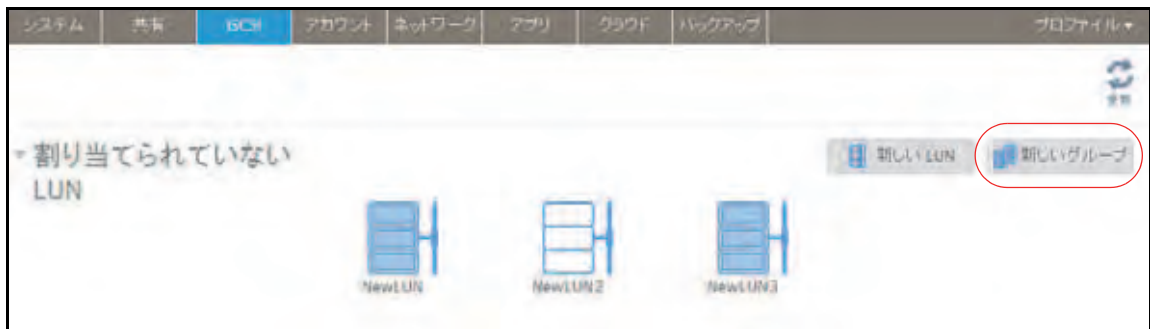 システム 共有 iSCSI アカウント ネットワーク アプリ クラウド バックアップ プロファイル
更新
割り当てられていない
LUN
新しい LUN 新しいグループ
NewLUN NewLUN2 NewLUN3